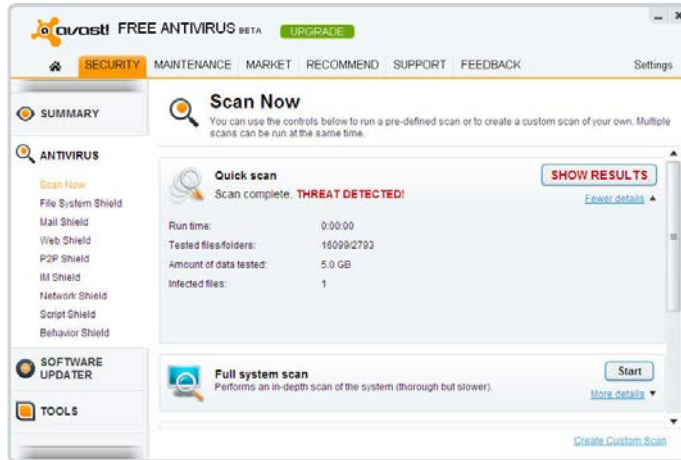 avast! FREE ANTIVIRUS BETA UPGRADE
SECURITY MAINTENANCE MARKET RECOMMEND SUPPORT FEEDBACK Settings
SUMMARY
ANTIVIRUS
Scan Now
File System Shield
Mail Shield
Web Shield
P2P Shield
IM Shield
Network Shield
Script Shield
Behavior Shield
SOFTWARE
UPDATER
TOOLS
Scan Now
You can use the controls below to run a pre-defined scan or to create a custom scan of your own. Multiple
scans can be run at the same time.
Quick scan
Scan complete, THREAT DETECTED!
SHOW RESULTS
Fewer details
Run time: 0:00:00
Tested files/folders: 16099/2793
Amount of data tested: 5.0 GB
Infected files: 1
Full system scan
Performs an in-depth scan of the system (thorough but slower).
Start
More details
Create Custom Scan